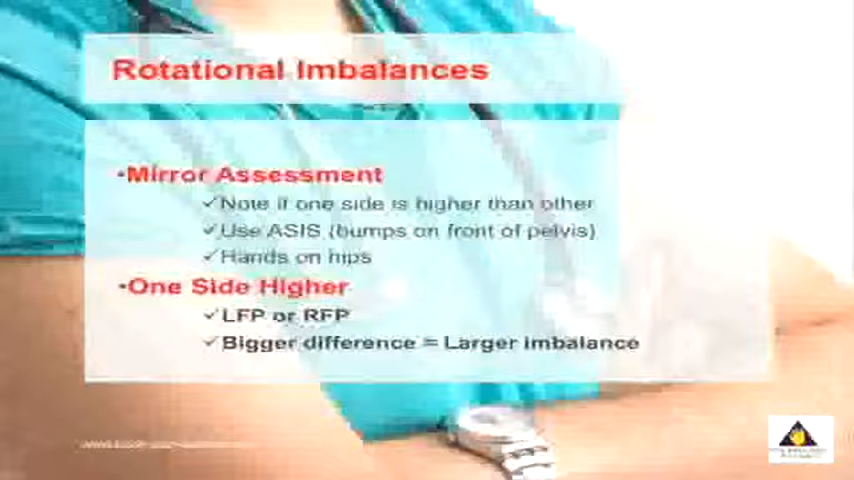 Rotational Imbalances
•Mirror Assessment
✓Note if one side is higher than other
✓Use ASIS (bumps on front of pelvis)
✓Hands on hips
•One Side Higher
✓LFP or RFP
✓Bigger difference = Larger imbalance